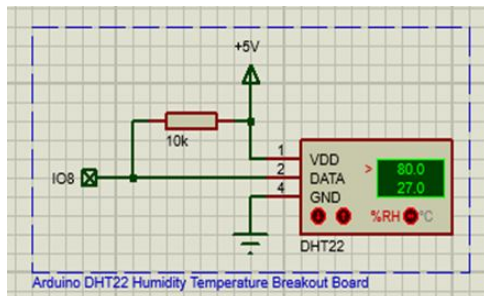 +5V
10k
IO8
1
2
4
VDD
DATA
GND
>
80.0
27.0
%RH
°C
DHT22
Arduino DHT22 Humidity Temperature Breakout Board